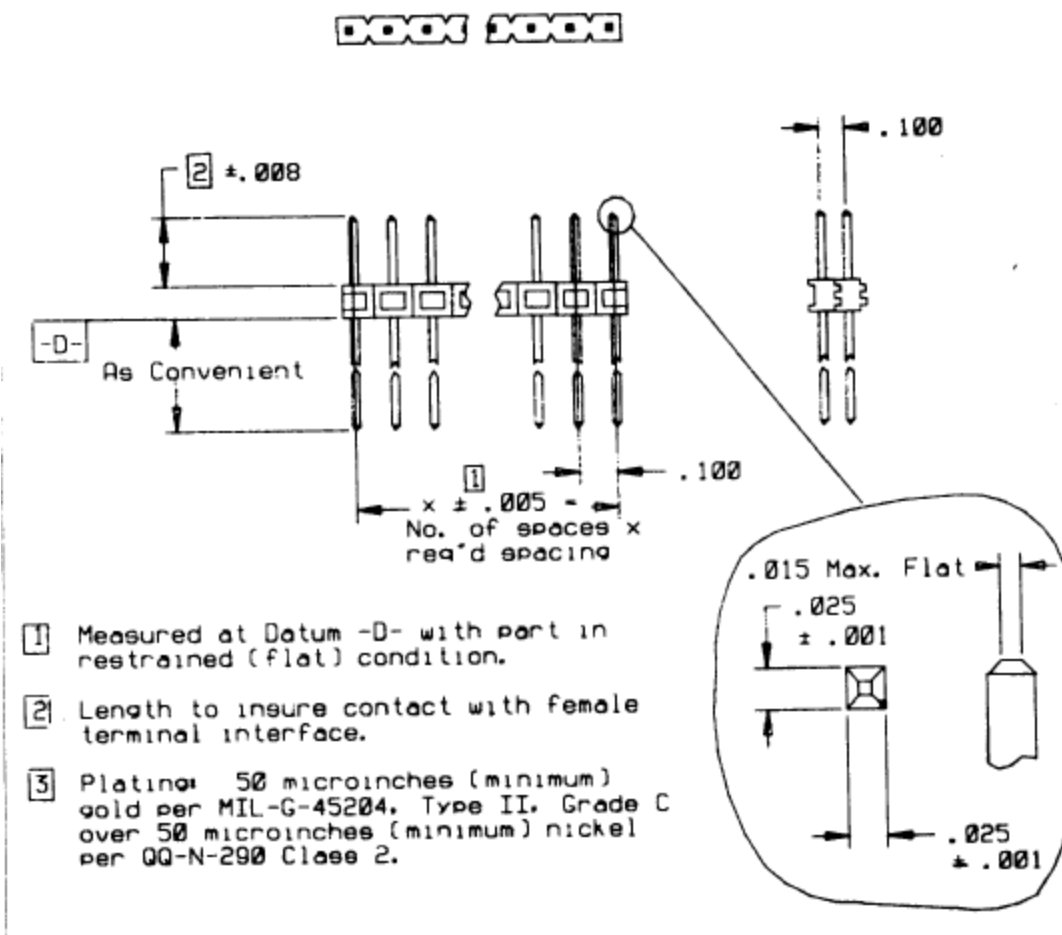 .100
2 ±.008
-D-
As Convenient
1
.100
x ± .005 =
No. of spaces x
req'd spacing
.015 Max. Flat
.025
± .001
1 Measured at Datum -D- with part in
restrained (flat) condition.
2 Length to insure contact with female
terminal interface.
3 Plating: 50 microinches (minimum)
gold per MIL-G-45204, Type II, Grade C
over 50 microinches (minimum) nickel
per QQ-N-290 Class 2.
.025
± .001